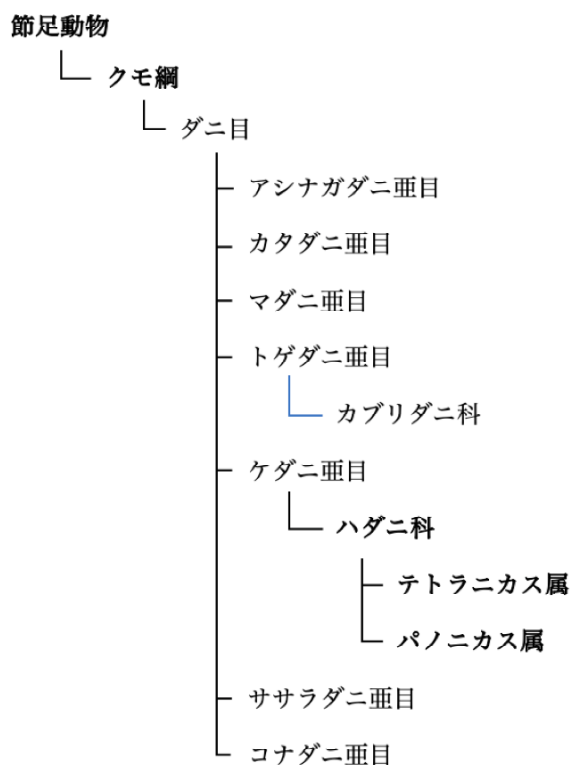 節足動物
クモ綱
ダニ目
アシナガダニ亜目
カタダニ亜目
マダニ亜目
トゲダニ亜目
カブリダニ科
ケダニ亜目
ハダニ科
テトラニカス属
パノニカス属
ササラダニ亜目
コナダニ亜目